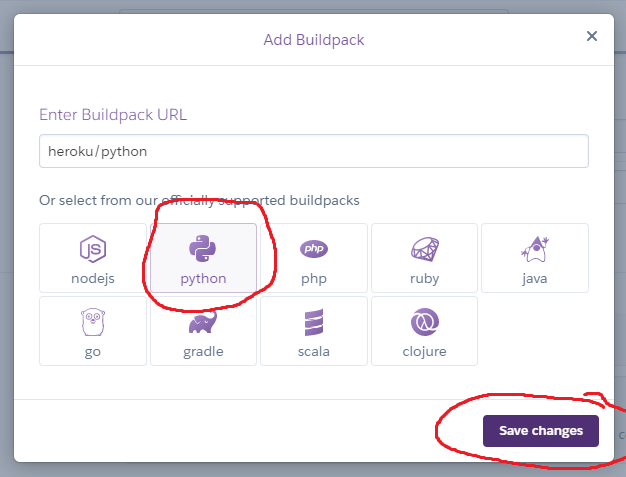 Add Buildpack
Enter Buildpack URL
heroku/python
Or select from our officially supported buildpacks
JS
php
nodejs
python
php
ruby
java
go
gradle
scala
clojure
Save changes